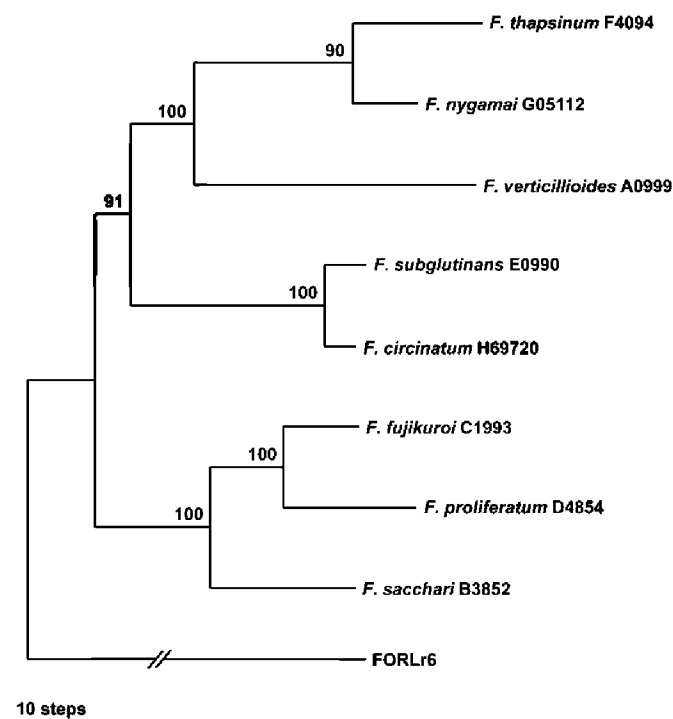 F. thapsinum F4094
90
F. nygamai G05112
100
F. verticillioides A0999
91
F. subglutinans E0990
100
F. circinatum H69720
F. fujikuroi C1993
100
F. proliferatum D4854
100
F. sacchari B3852
FORLr6
10 steps